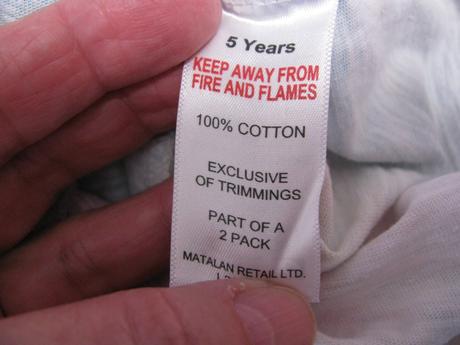 5 Years
KEEP AWAY FROM
FIRE AND FLAMES
100% COTTON
EXCLUSIVE
OF TRIMMINGS
PART OF A
2 PACK
MATALAN RETAIL LTD.